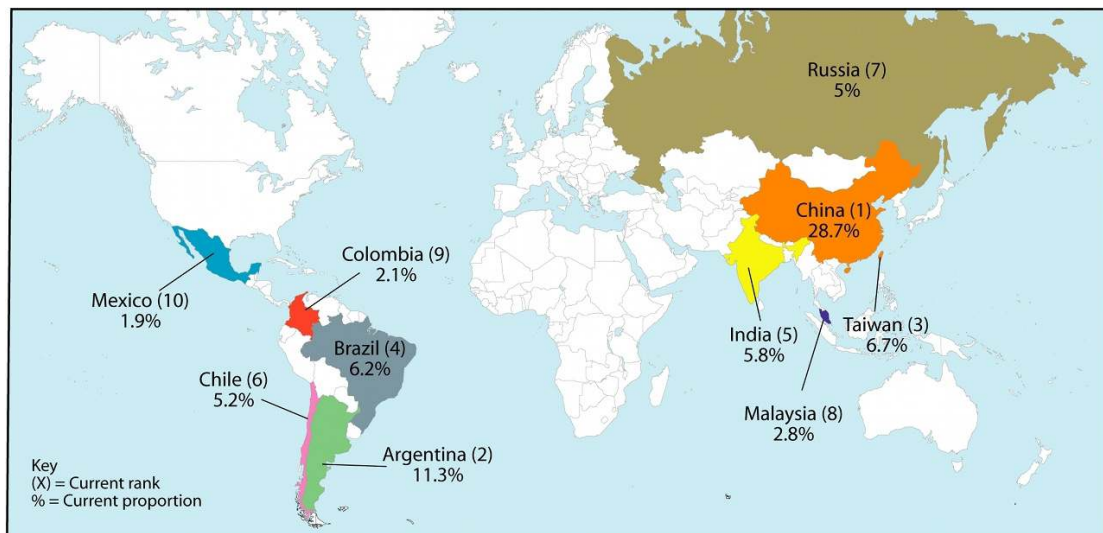 Russia (7)
5%
China (1)
28.7%
Colombia (9)
2.1%
Mexico (10)
1.9%
India (5)
5.8%
Taiwan (3)
6.7%
Brazil (4)
6.2%
Chile (6)
5.2%
Malaysia (8)
2.8%
Argentina (2)
11.3%
Key
(X) = Current rank
% = Current proportion